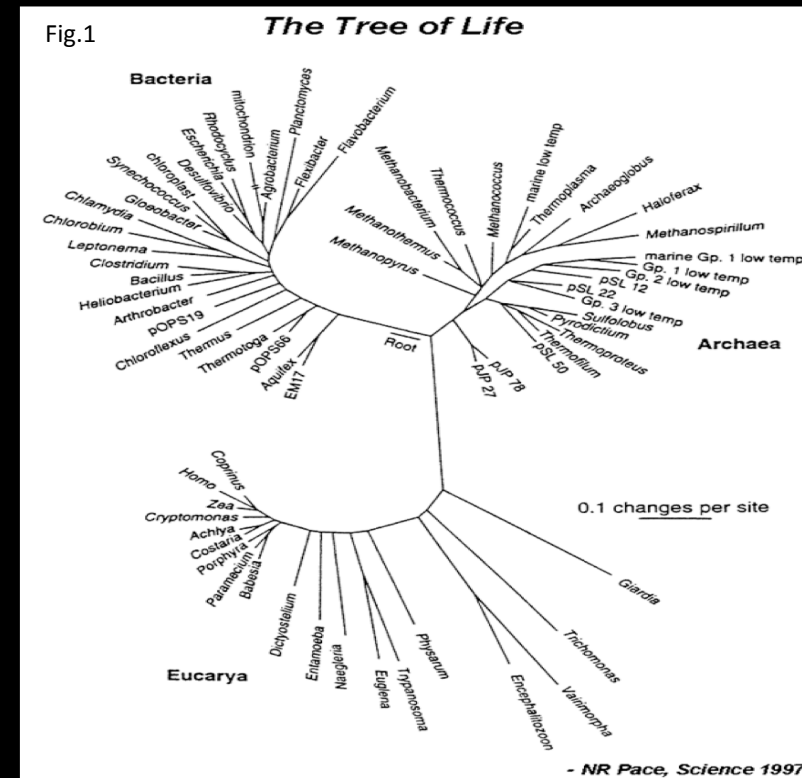 Fig.1
The Tree of Life
Bacteria
Planctomyces
Flavobacterium
mitochondrion
Rhodocyclus
Escherichia
Desulfovibrio
Agrobacterium
Flexibacter
chloroplast
Synechococcus
Gloeobacter
Chlamydia
Chlorobium
Leptonema
Clostridium
Bacillus
Heliobacterium
Arthrobacter
pOPS19
Chloroflexus
Thermus
Thermotoga
pOPS66
Aquifex
EM17
Root
Methanobacterium
Thermococcus
Methanothermus
Methanopyrus
Methanococcus
marine low temp
Thermoplasma
Archaeoglobus
Haloferax
Methanospirillum
marine Gp. 1 low temp
Gp. 1 low temp
Gp. 2 low temp
pSL 12
pSL 22
Gp. 3 low temp
Sulfolobus
Pyrodictium
Thermoproteus
Thermofilum
pSL 50
pJP 78
pJP 27
Archaea
Coprinus
Homo
Zea
Cryptomonas
Achlya
Costaria
Porphyra
Paramecium
Babesia
Dictyostelium
Entamoeba
Naegleria
Euglena
Trypanosoma
Physarum
Encephalitozoon
Vairimorpha
Trichomonas
Giardia
0.1 changes per site
Eucarya
- NR Pace, Science 1997